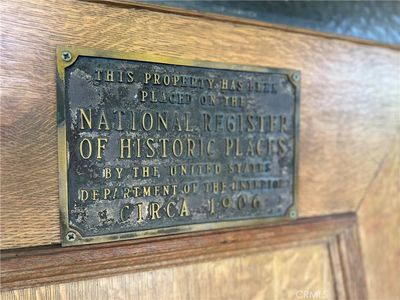 THIS PROPERTY HAS BEEN
PLACED ON THE
NATIONAL REGISTER
OF HISTORIC PLACES
BY THE UNITED STATES
DEPARTMENT OF THE INTERIOR
CIRCA 1906
CRMLS